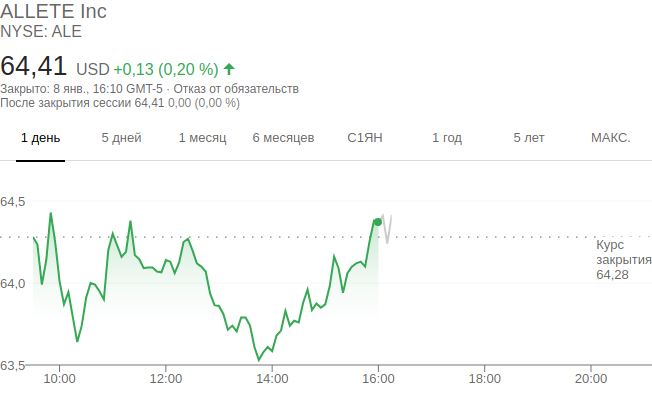 ALLETE Inc
NYSE: ALE
64,41 USD +0,13 (0,20 %)
Закрыто: 8 янв., 16:10 GMT-5 · Отказ от обязательств
После закрытия сессии 64,41 0,00 (0,00 %)
1 день 5 дней 1 месяц 6 месяцев С1ЯН 1 год 5 лет МАКС.
64,5
Курс
закрытия
64,28
64,0
63,5
10:00 12:00 14:00 16:00 18:00 20:00